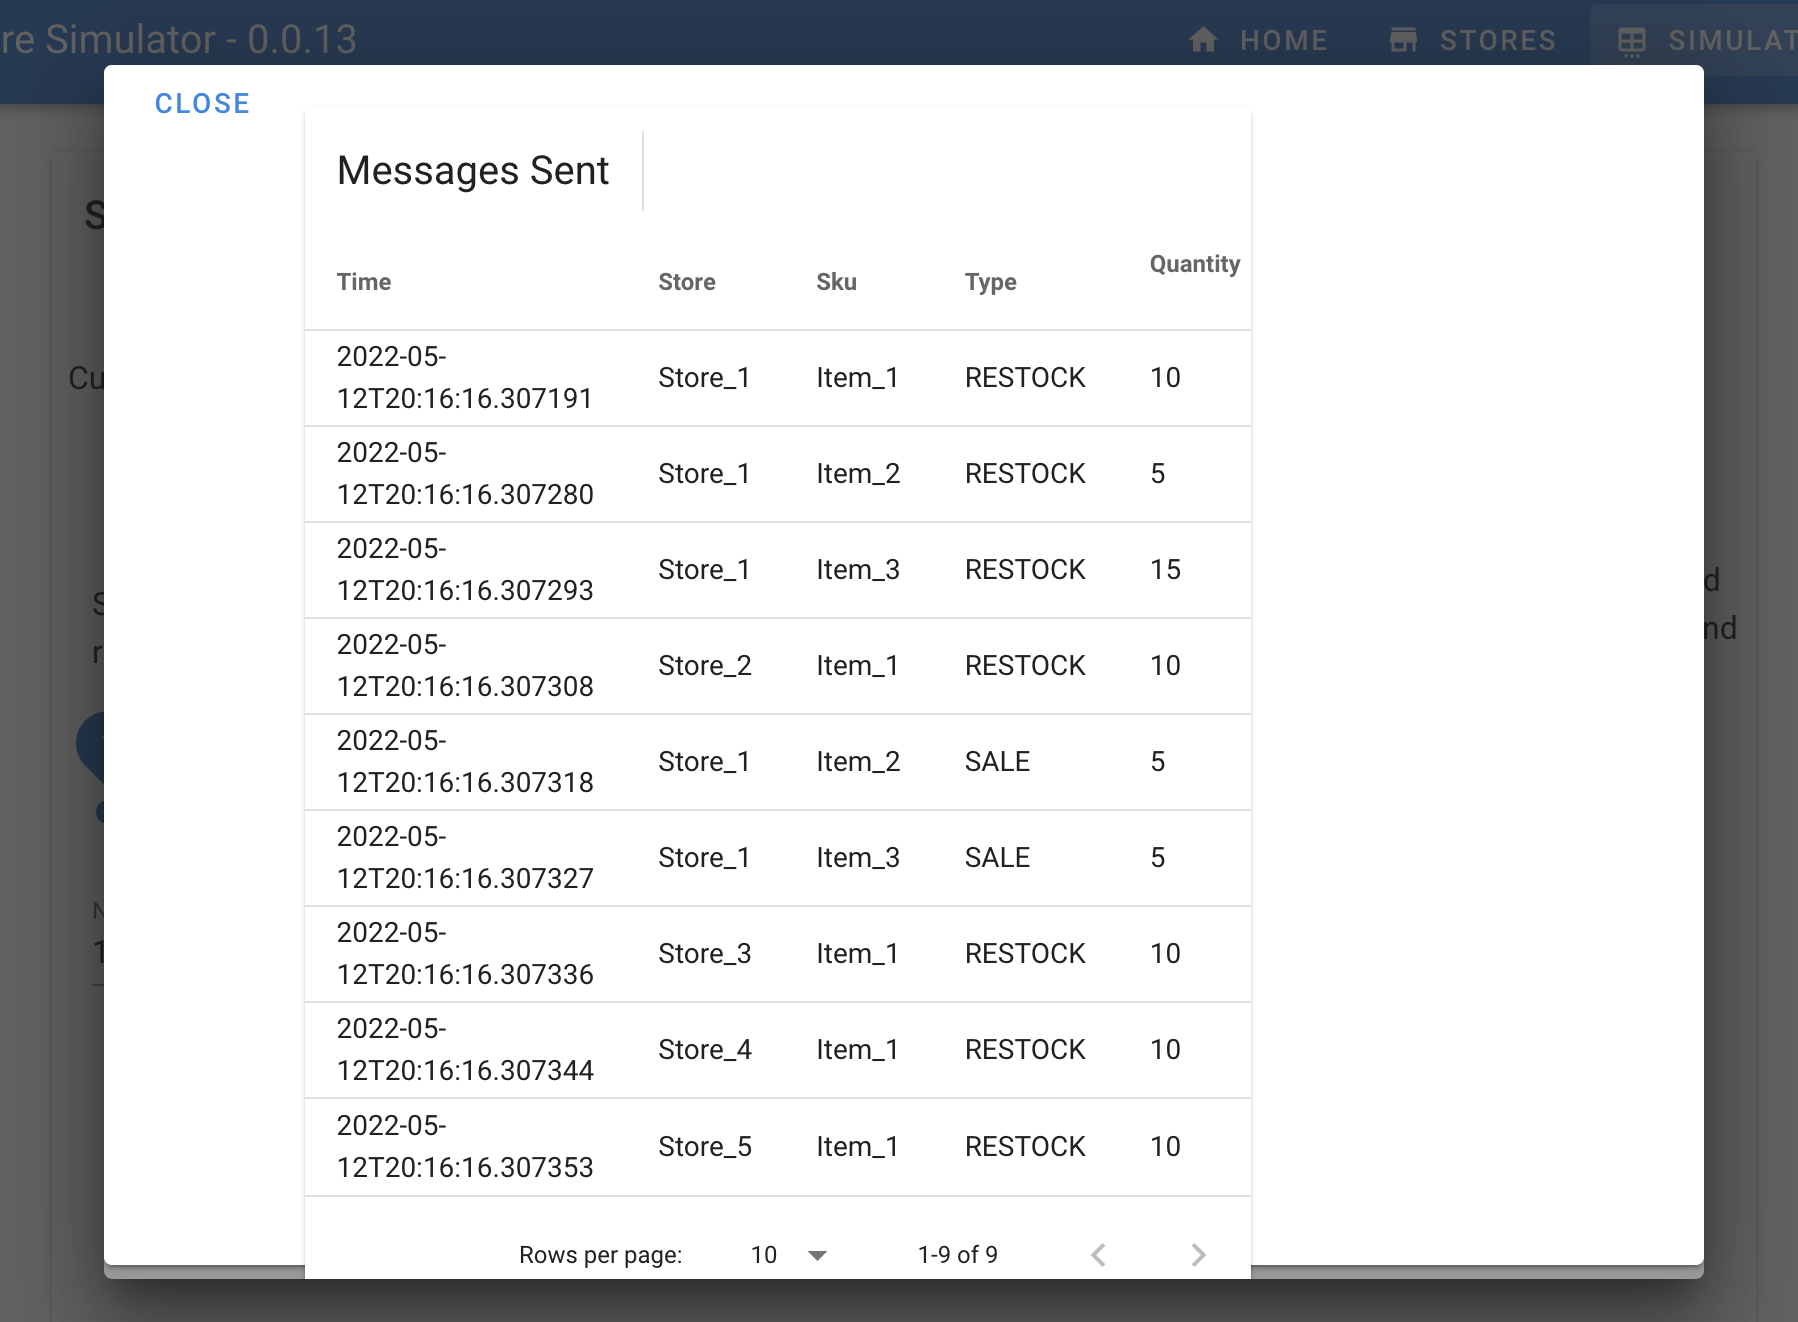 re Simulator - 0.0.13
HOME
STORES
SIMULAT
CLOSE
Messages Sent
Time Store Sku Type Quantity
2022-05-
12T20:16:16.307191 Store_1 Item_1 RESTOCK 10
2022-05-
12T20:16:16.307280 Store_1 Item_2 RESTOCK 5
2022-05-
12T20:16:16.307293 Store_1 Item_3 RESTOCK 15
2022-05-
12T20:16:16.307308 Store_2 Item_1 RESTOCK 10
2022-05-
12T20:16:16.307318 Store_1 Item_2 SALE 5
2022-05-
12T20:16:16.307327 Store_1 Item_3 SALE 5
2022-05-
12T20:16:16.307336 Store_3 Item_1 RESTOCK 10
2022-05-
12T20:16:16.307344 Store_4 Item_1 RESTOCK 10
2022-05-
12T20:16:16.307353 Store_5 Item_1 RESTOCK 10
Rows per page: 10 1-9 of 9